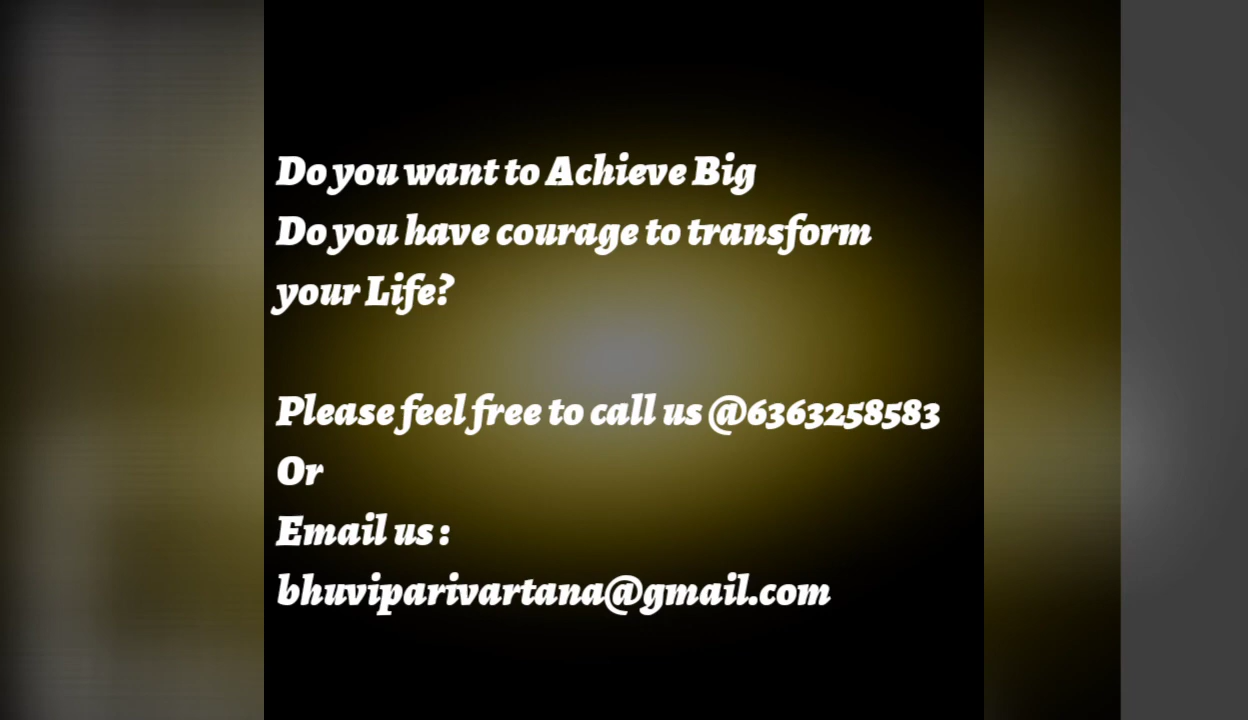 Do you want to Achieve Big
Do you have courage to transform
your Life?
Please feel free to call us @6363258583
Or
Email us :
bhuviparivartana@gmail.com